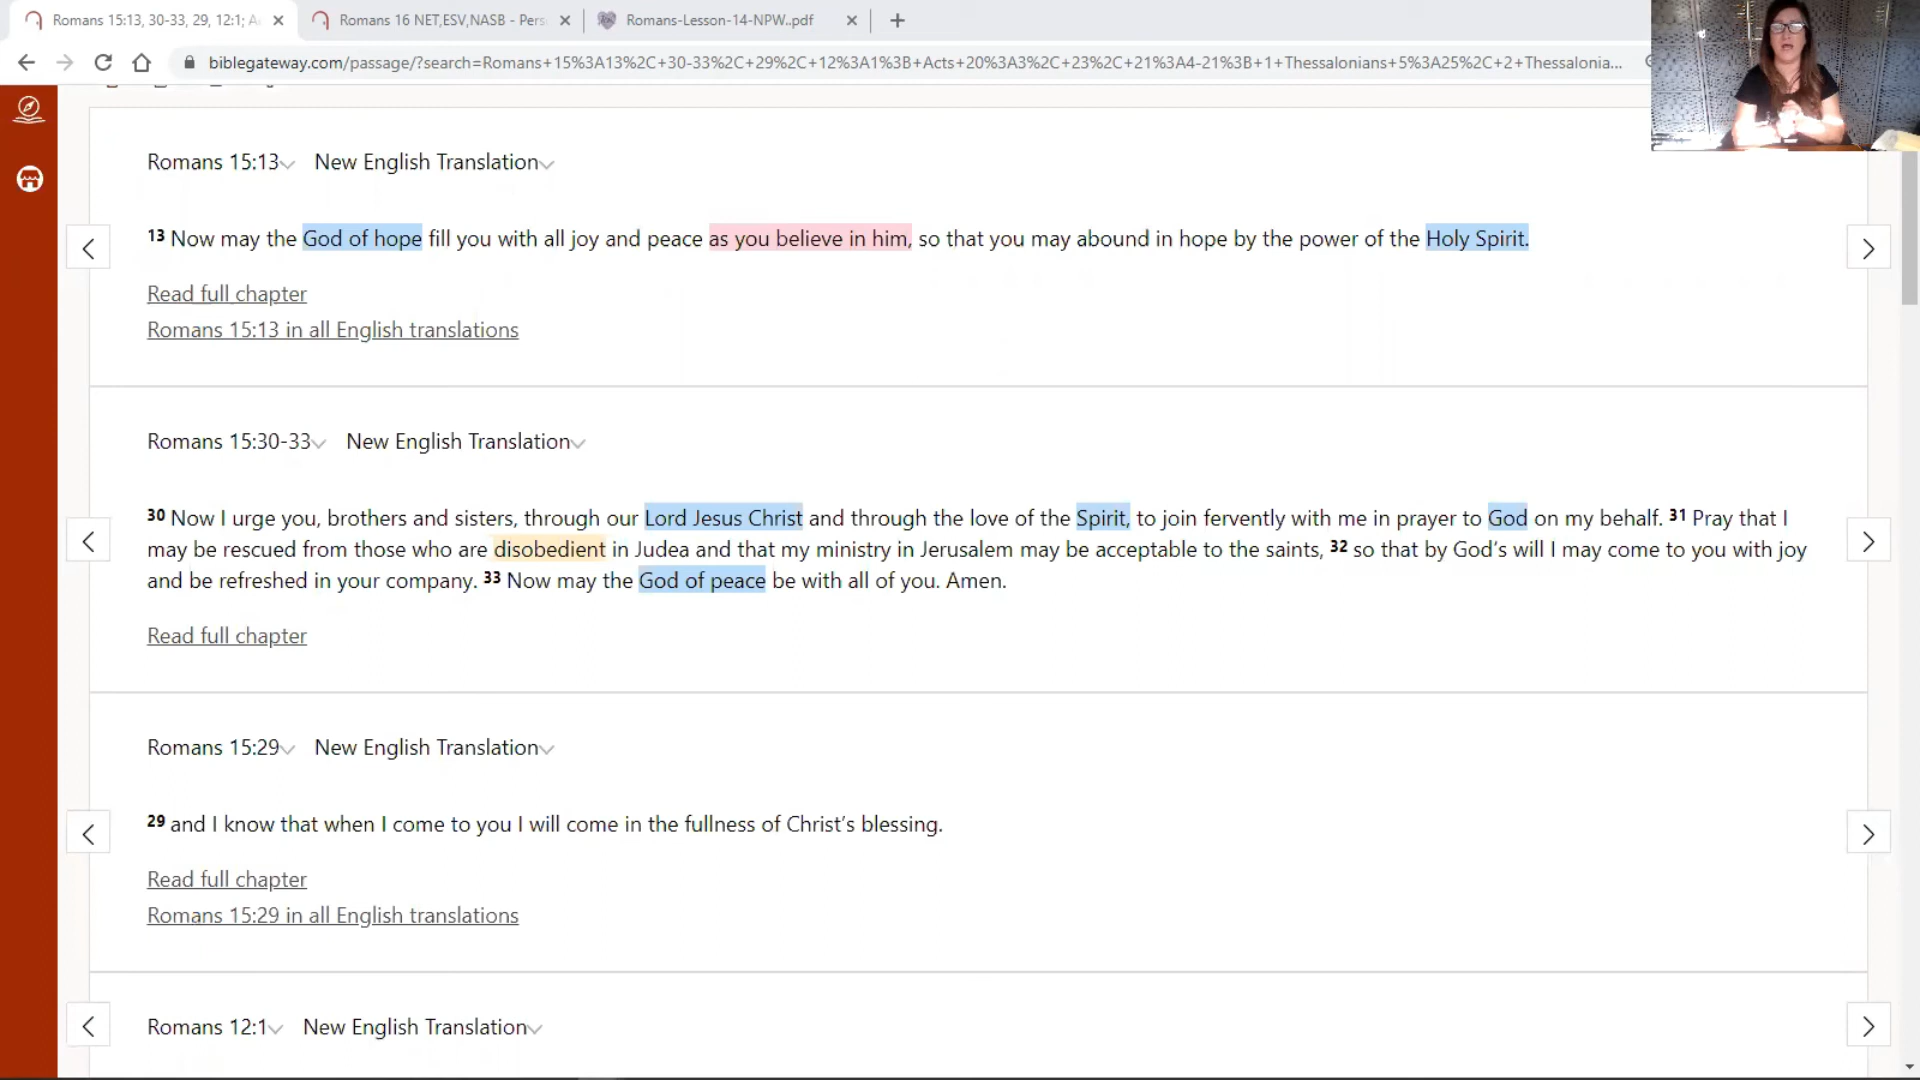 Romans 15:13, 30-33, 29, 12:1; A
Romans 16 NET,ESV,NASB - Pers
Romans-Lesson-14-NPW..pdf
biblegateway.com/passage/?search=Romans+15%3A13%2C+30-33%2C+29%2C+12%3A1%3B+Acts+20%3A3%2C+23%2C+21%3A4-21%3B+1+Thessalonians+5%3A25%2C+2+Thessalonia...
Romans 15:13 New English Translation
13 Now may the God of hope fill you with all joy and peace as you believe in him, so that you may abound in hope by the power of the Holy Spirit.
Read full chapter
Romans 15:13 in all English translations
Romans 15:30-33 New English Translation
30 Now I urge you, brothers and sisters, through our Lord Jesus Christ and through the love of the Spirit, to join fervently with me in prayer to God on my behalf. 31 Pray that I
may be rescued from those who are disobedient in Judea and that my ministry in Jerusalem may be acceptable to the saints, 32 so that by God's will I may come to you with joy
and be refreshed in your company. 33 Now may the God of peace be with all of you. Amen.
Read full chapter
Romans 15:29 New English Translation
29 and I know that when I come to you I will come in the fullness of Christ's blessing.
Read full chapter
Romans 15:29 in all English translations
Romans 12:1 New English Translation